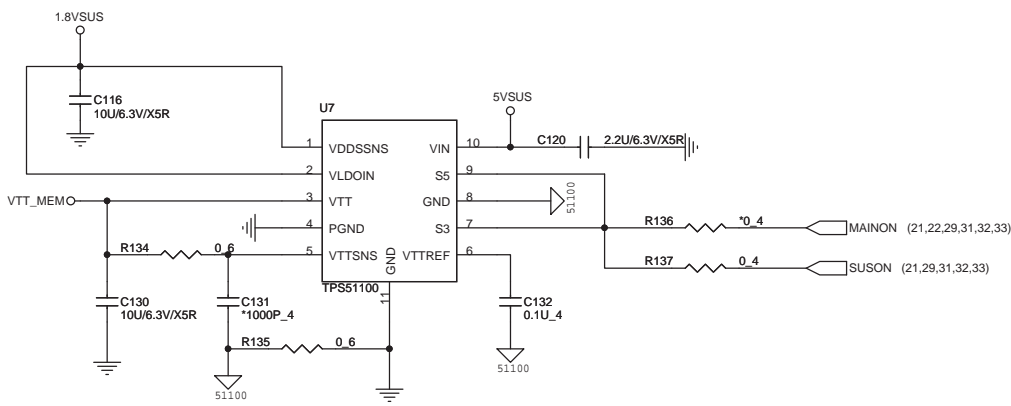 1.8VSUS
C116
10U/6.3V/X5R
U7
5VSUS
C120
2.2U/6.3V/X5R
1
VDDSSNS
VIN
10
2
VLDOIN
S5
9
VTT_MEM
3
VTT
GND
8
51100
4
PGND
S3
7
R136
*0_4
MAINON (21,22,29,31,32,33)
R134
0_6
5
VTTSNS
GND
VTTREF
6
R137
0_4
SUSON (21,29,31,32,33)
TPS51100
11
C130
10U/6.3V/X5R
C131
*1000P_4
C132
0.1U_4
R135
0_6
51100
51100